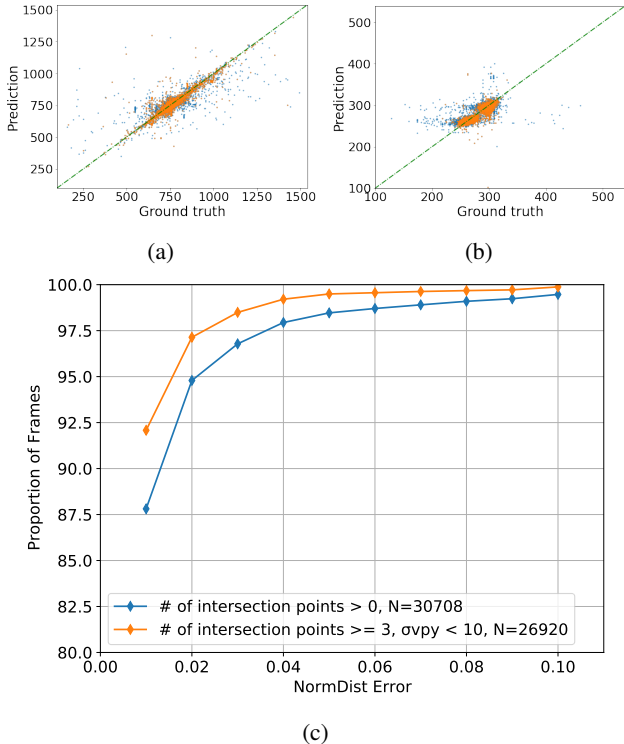 1500
1250
1000
750
500
250
Prediction
250 500 750 1000 1250 1500
Ground truth
(a)
500
400
300
200
100
Prediction
100 200 300 400 500
Ground truth
(b)
100.0
97.5
95.0
92.5
90.0
87.5
85.0
82.5
80.0
Proportion of Frames
# of intersection points > 0, N=30708
# of intersection points >= 3, σvpy < 10, N=26920
0.00 0.02 0.04 0.06 0.08 0.10
NormDist Error
(c)